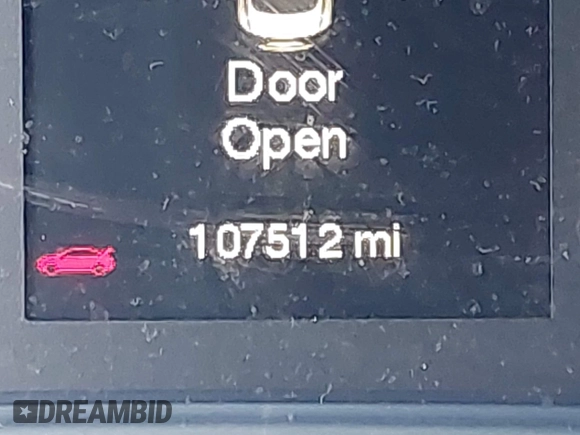 Door
Open
107512 mi
DREAMBID